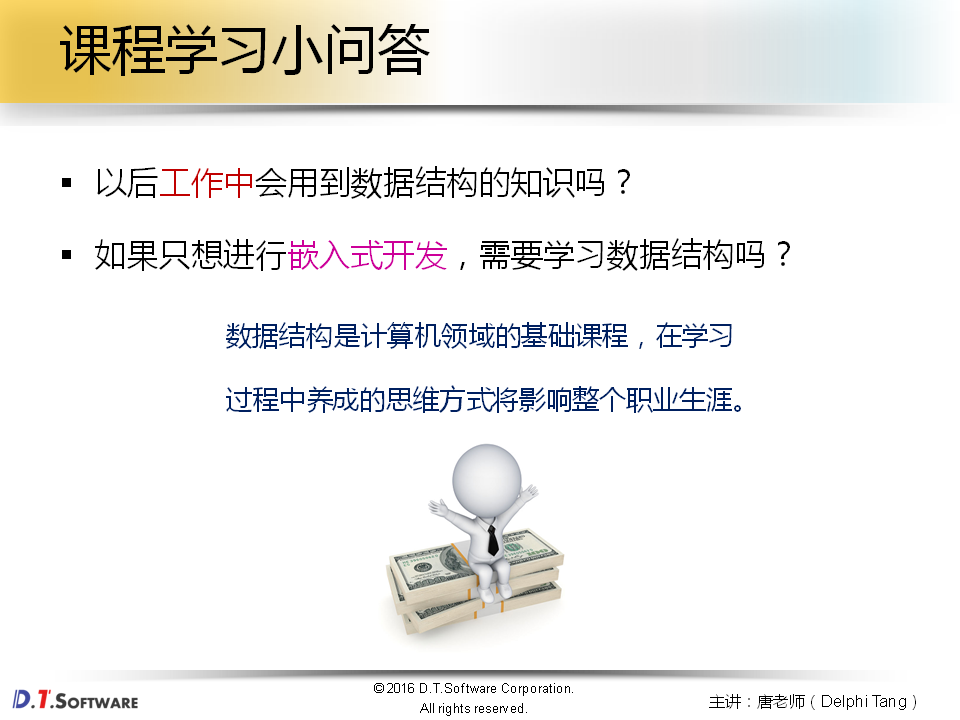 课程学习小问答
▪ 以后工作中会用到数据结构的知识吗？
▪ 如果只想进行嵌入式开发，需要学习数据结构吗？
数据结构是计算机领域的基础课程，在学习
过程中养成的思维方式将影响整个职业生涯。
D.T.SOFTWARE
©2016 D.T.Software Corporation.
All rights reserved.
主讲：唐老师（Delphi Tang）